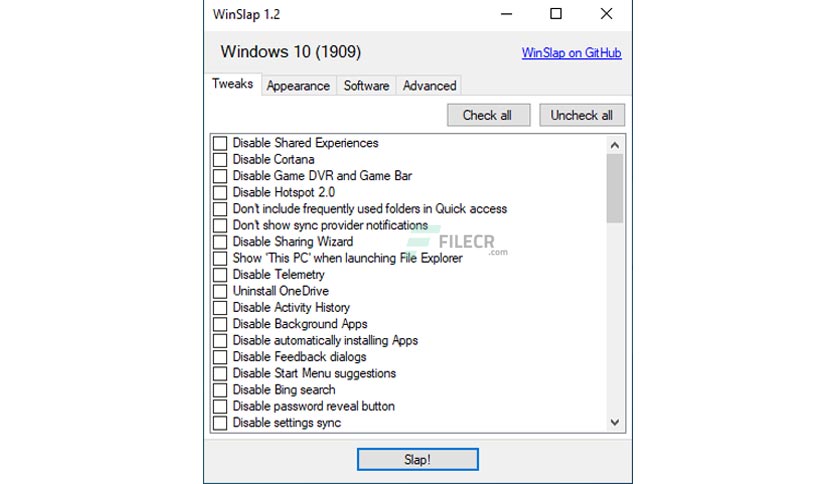 WinSlap 1.2
Windows 10 (1909)
WinSlap on GitHub
Tweaks Appearance Software Advanced
Check all Uncheck all
Disable Shared Experiences
Disable Cortana
Disable Game DVR and Game Bar
Disable Hotspot 2.0
Don't include frequently used folders in Quick access
Don't show sync provider notifications
Disable Sharing Wizard
Show 'This PC' when launching File Explorer
FILECR
.com
Disable Telemetry
Uninstall OneDrive
Disable Activity History
Disable Background Apps
Disable automatically installing Apps
Disable Feedback dialogs
Disable Start Menu suggestions
Disable Bing search
Disable password reveal button
Disable settings sync
Slap!